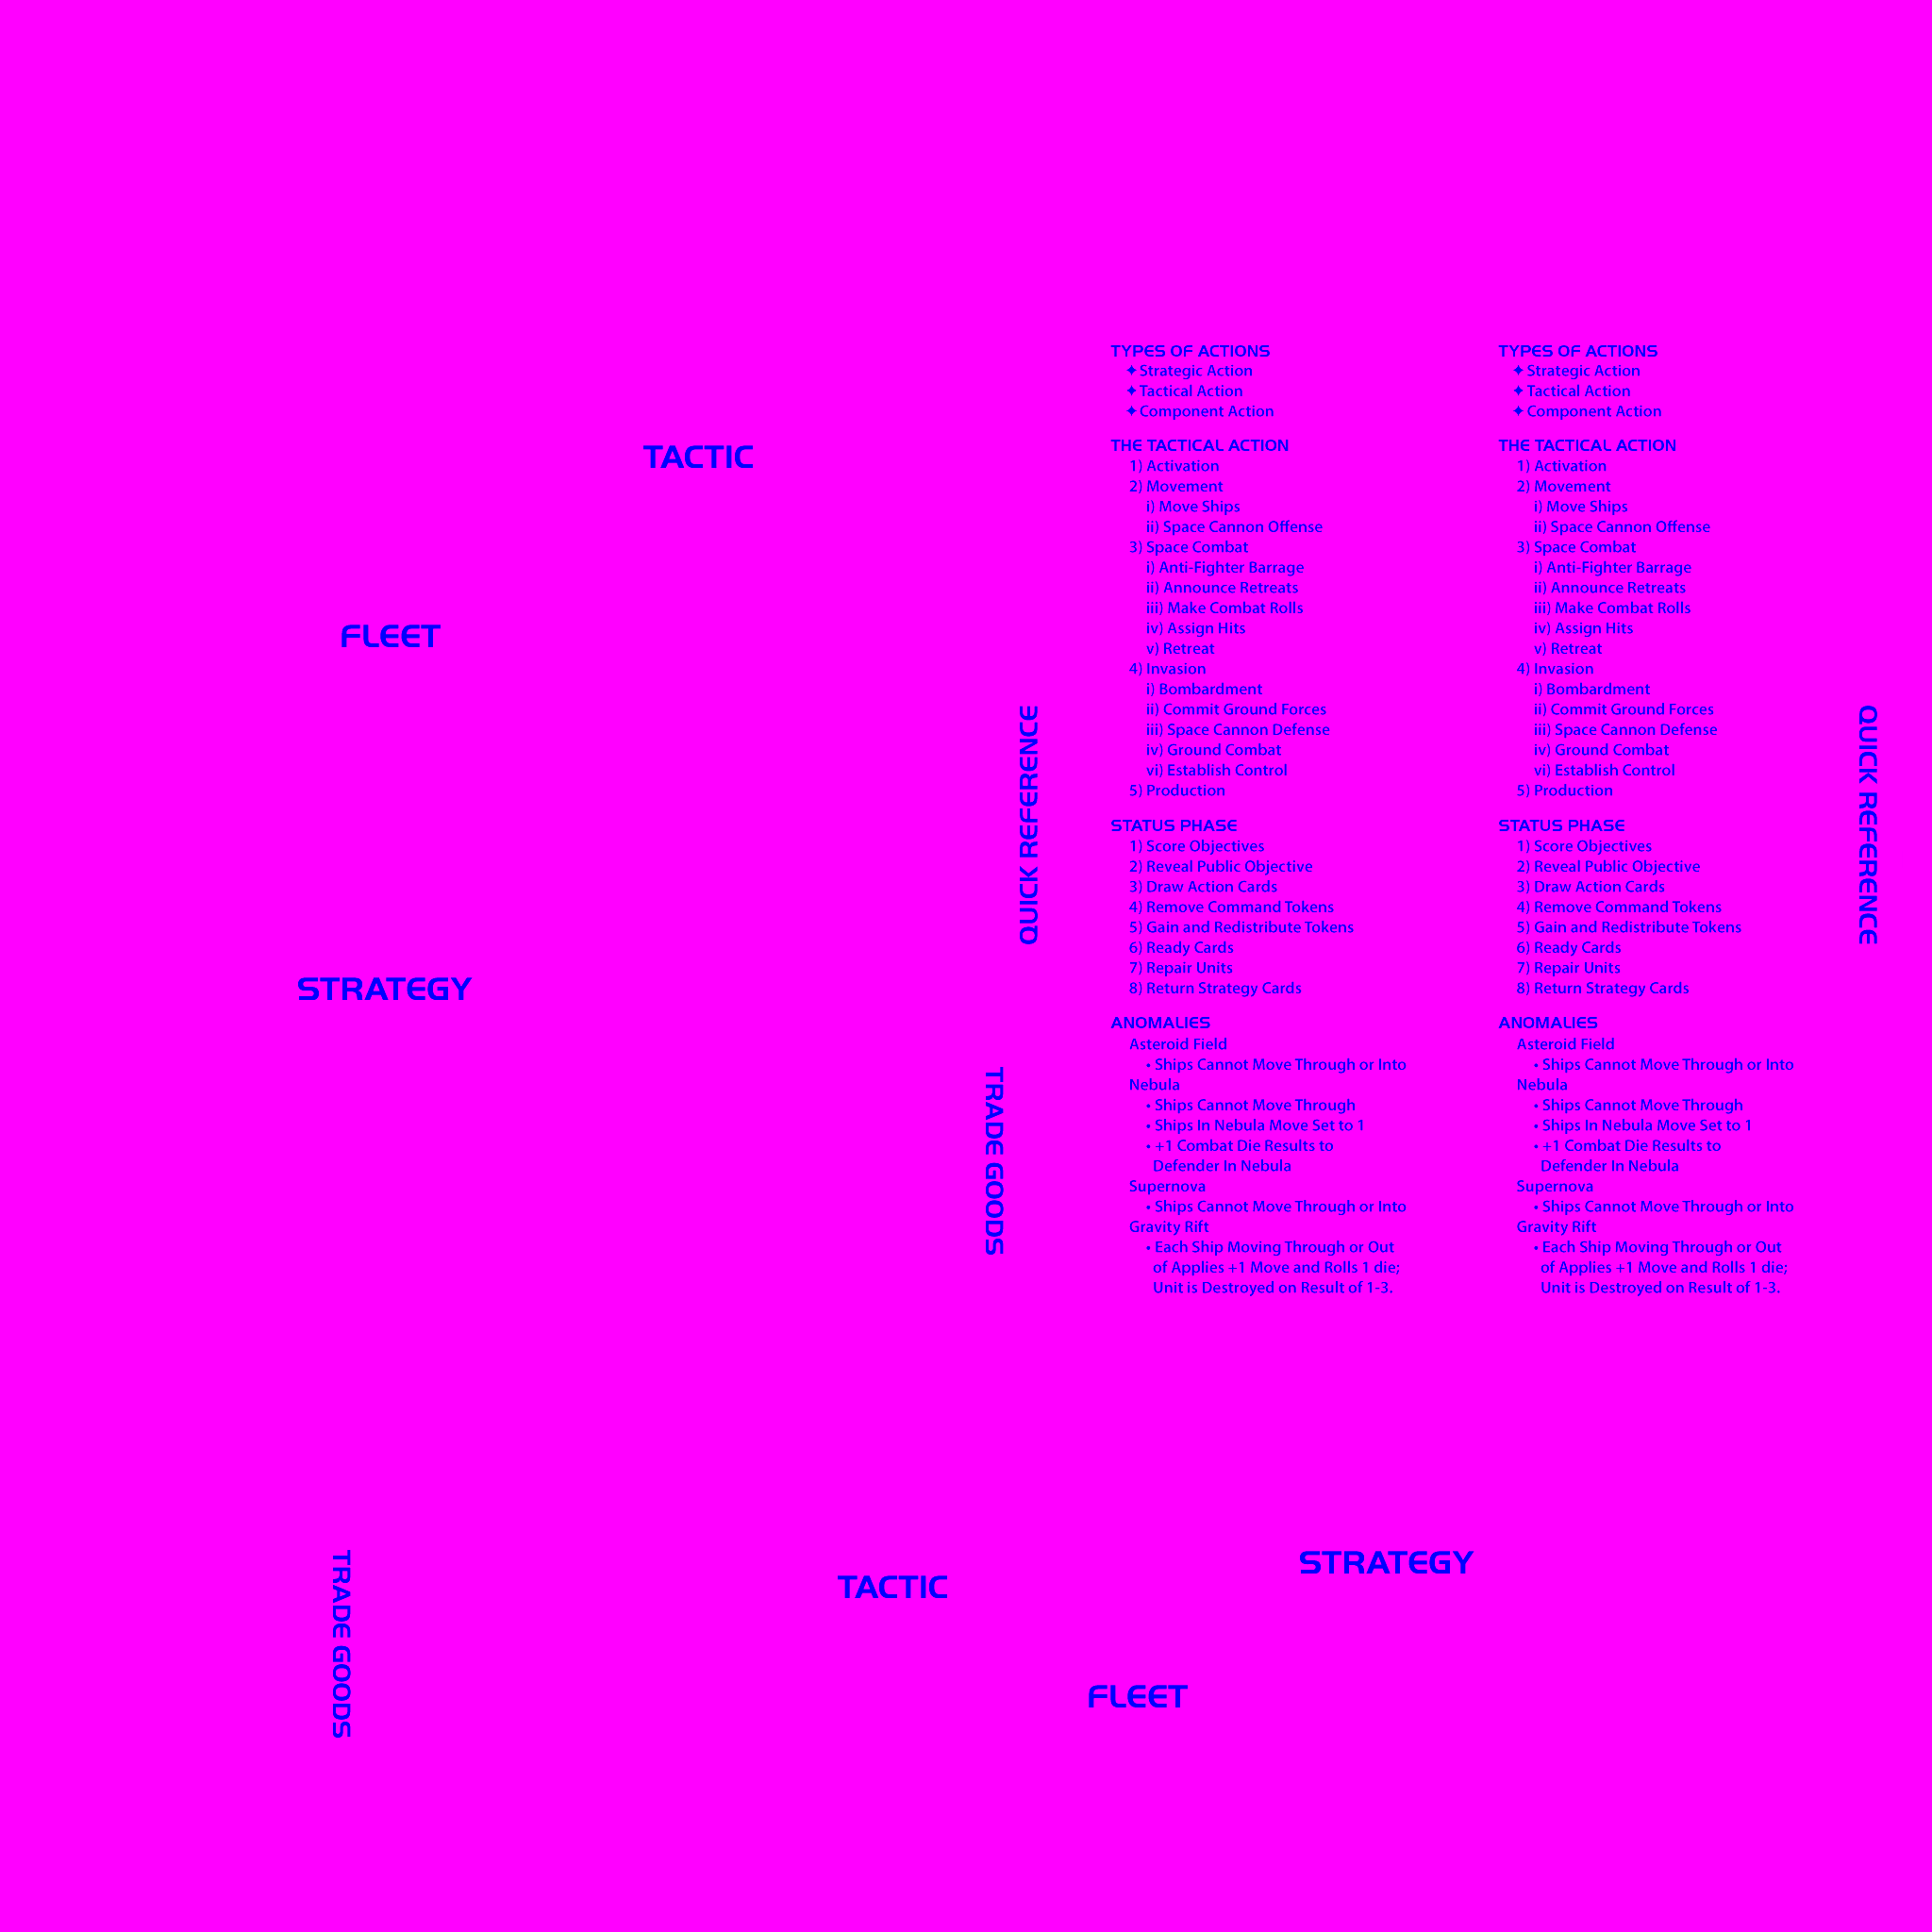 TACTIC
FLEET
STRATEGY
TRADE GOODS
QUICK REFERENCE
TYPES OF ACTIONS
✦ Strategic Action
✦ Tactical Action
✦ Component Action
THE TACTICAL ACTION
1) Activation
2) Movement
i) Move Ships
ii) Space Cannon Offense
3) Space Combat
i) Anti-Fighter Barrage
ii) Announce Retreats
iii) Make Combat Rolls
iv) Assign Hits
v) Retreat
4) Invasion
i) Bombardment
ii) Commit Ground Forces
iii) Space Cannon Defense
iv) Ground Combat
vi) Establish Control
5) Production
STATUS PHASE
1) Score Objectives
2) Reveal Public Objective
3) Draw Action Cards
4) Remove Command Tokens
5) Gain and Redistribute Tokens
6) Ready Cards
7) Repair Units
8) Return Strategy Cards
ANOMALIES
Asteroid Field
• Ships Cannot Move Through or Into
Nebula
• Ships Cannot Move Through
• Ships In Nebula Move Set to 1
• +1 Combat Die Results to
Defender In Nebula
Supernova
• Ships Cannot Move Through or Into
Gravity Rift
• Each Ship Moving Through or Out
of Applies +1 Move and Rolls 1 die;
Unit is Destroyed on Result of 1-3.
TYPES OF ACTIONS
✦ Strategic Action
✦ Tactical Action
✦ Component Action
THE TACTICAL ACTION
1) Activation
2) Movement
i) Move Ships
ii) Space Cannon Offense
3) Space Combat
i) Anti-Fighter Barrage
ii) Announce Retreats
iii) Make Combat Rolls
iv) Assign Hits
v) Retreat
4) Invasion
i) Bombardment
ii) Commit Ground Forces
iii) Space Cannon Defense
iv) Ground Combat
vi) Establish Control
5) Production
STATUS PHASE
1) Score Objectives
2) Reveal Public Objective
3) Draw Action Cards
4) Remove Command Tokens
5) Gain and Redistribute Tokens
6) Ready Cards
7) Repair Units
8) Return Strategy Cards
ANOMALIES
Asteroid Field
• Ships Cannot Move Through or Into
Nebula
• Ships Cannot Move Through
• Ships In Nebula Move Set to 1
• +1 Combat Die Results to
Defender In Nebula
Supernova
• Ships Cannot Move Through or Into
Gravity Rift
• Each Ship Moving Through or Out
of Applies +1 Move and Rolls 1 die;
Unit is Destroyed on Result of 1-3.
QUICK REFERENCE
TRADE GOODS
TACTIC
FLEET
STRATEGY